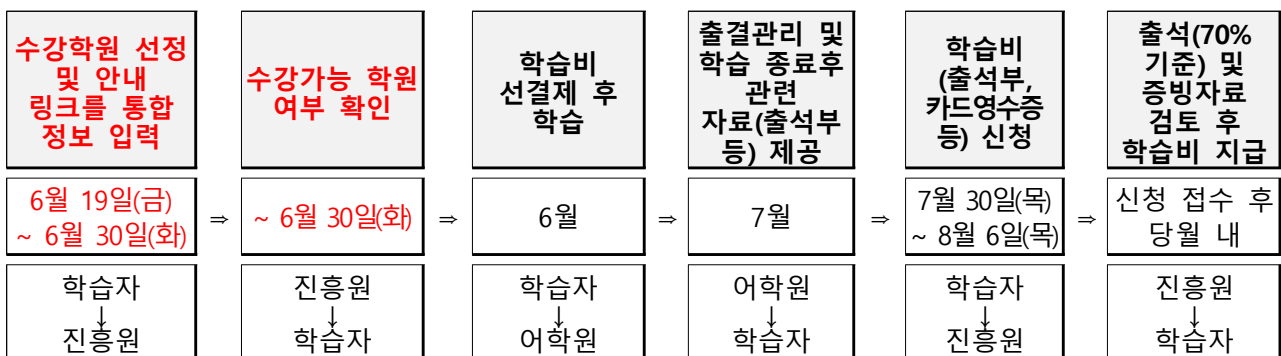 수강학원 선정
및 안내
링크를 통합
정보 입력
수강가능 학원
여부 확인
학습비
선결제 후
학습
출결관리 및
학습 종료후
관련
자료(출석부
등) 제공
학습비
(출석부,
카드영수증
등) 신청
출석(70%
기준) 및
증빙자료
검토 후
학습비 지급
6월 19일(금)
~ 6월 30일(화)
⇒
~ 6월 30일(화)
⇒
6월
⇒
7월
⇒
7월 30일(목)
~ 8월 6일(목)
⇒
신청 접수 후
당월 내
학습자
↓
진흥원
진흥원
↓
학습자
학습자
↓
어학원
어학원
↓
학습자
학습자
↓
진흥원
진흥원
↓
학습자